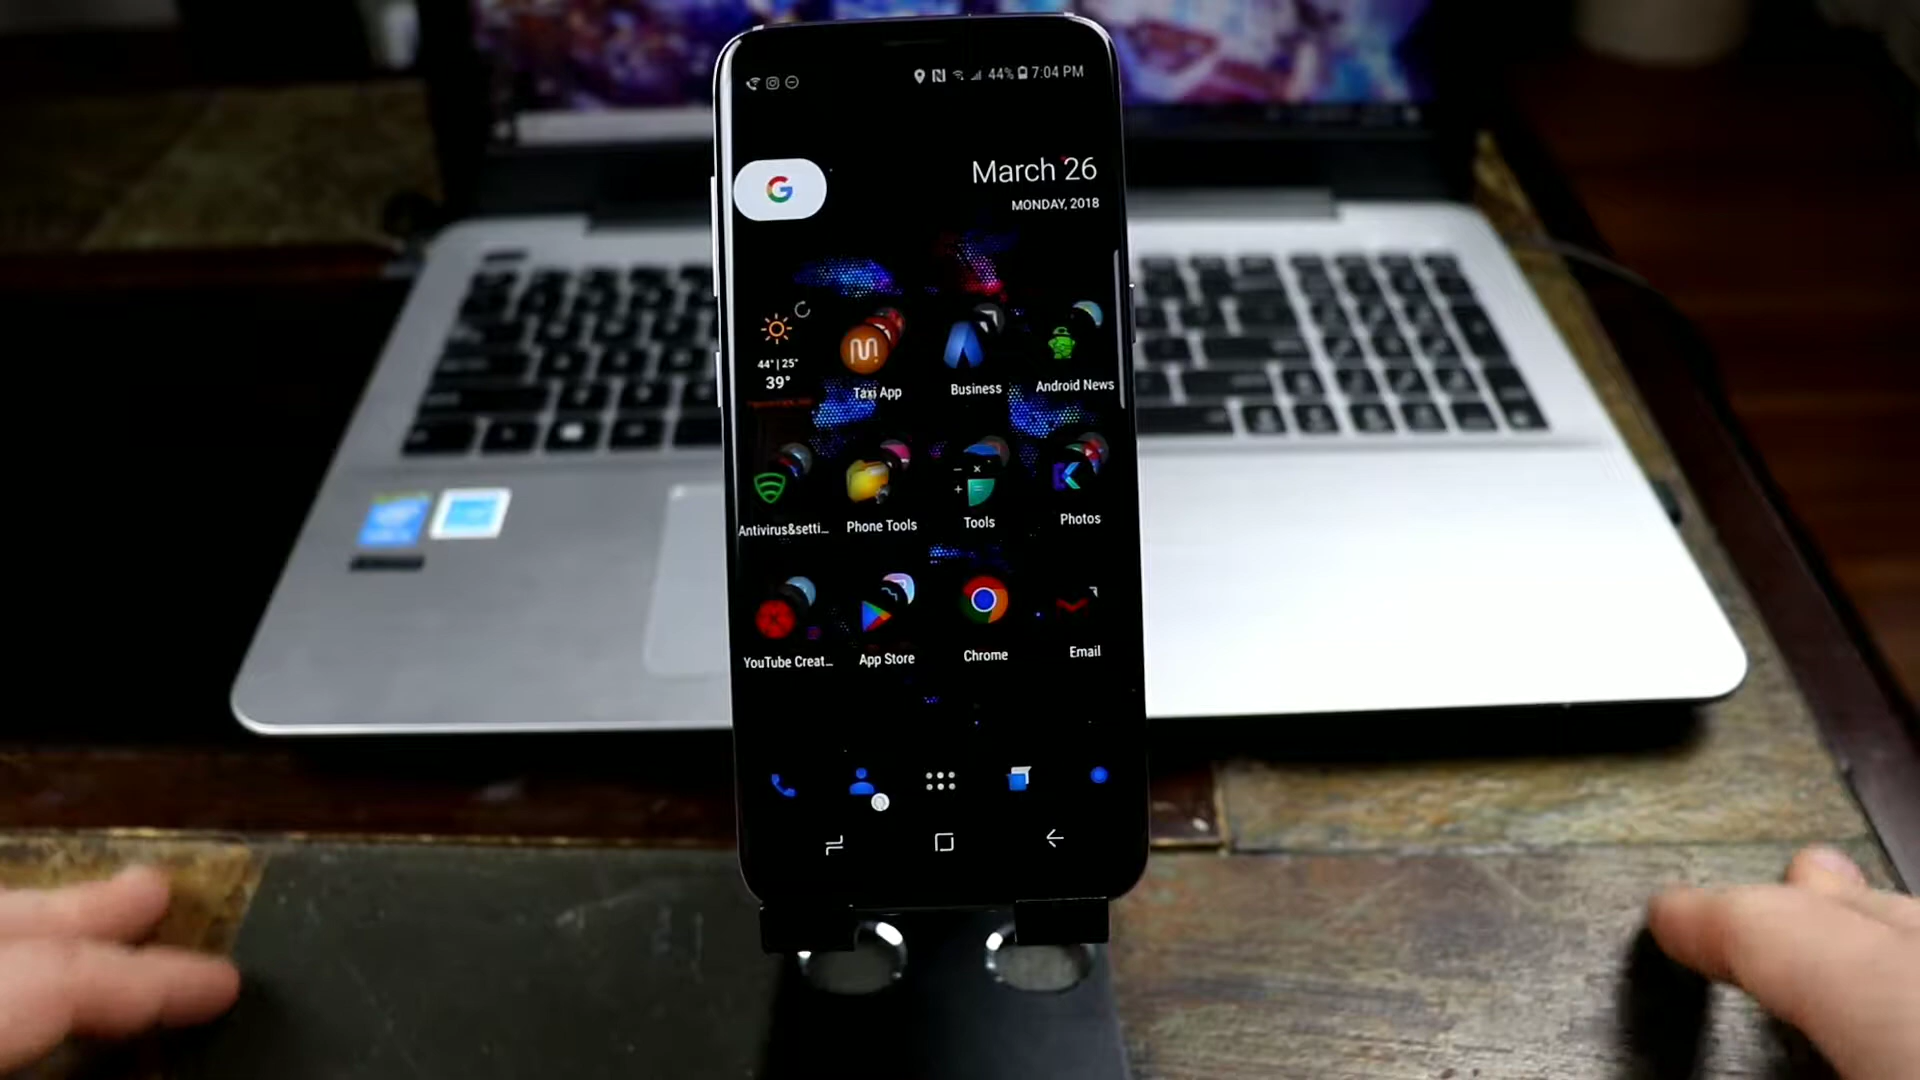 44% 7:04 PM
March 26
MONDAY, 2018
G
44° | 25°
39°
Taxi App
Business
Android News
Antivirus&setti...
Phone Tools
Tools
Photos
YouTube Creat...
App Store
Chrome
Email